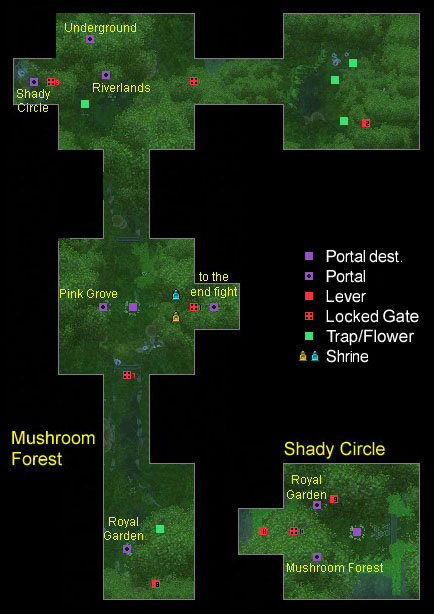 Underground
Riverlands
Shady
Circle
2
to the
end fight
Pink Grove
Portal dest.
Portal
Lever
Locked Gate
Trap/Flower
Shrine
Mushroom
Forest
Royal
Garden
Shady Circle
Royal
Garden
Mushroom Forest